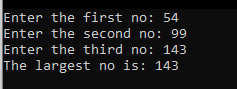 Enter the first no: 54
Enter the second no: 99
Enter the third no: 143
The largest no is: 143